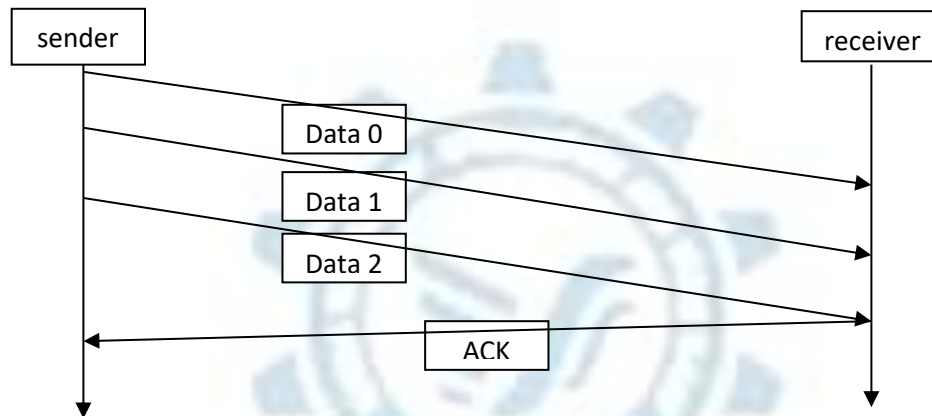 sender
receiver
Data 0
Data 1
Data 2
ACK